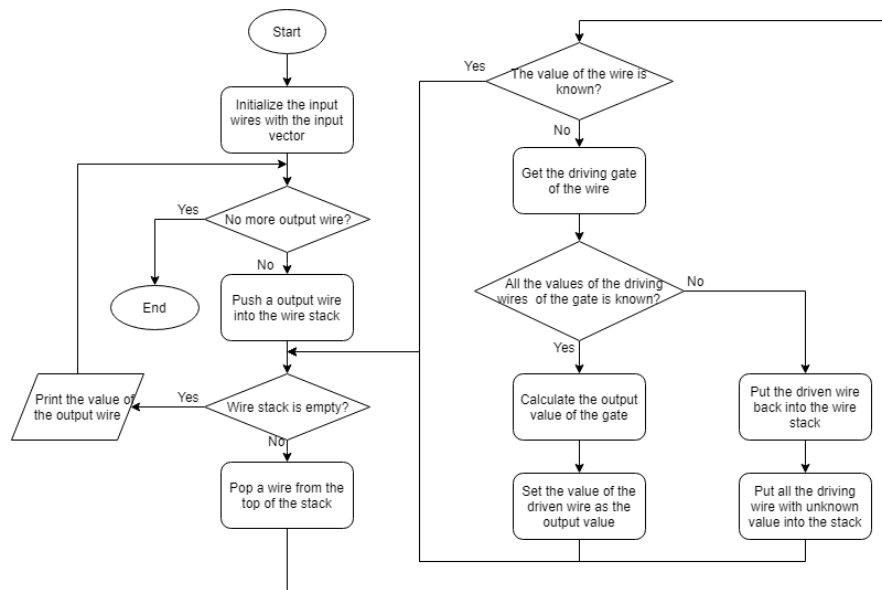 Start
Initialize the input
wires with the input
vector
Yes
No more output wire?
No
End
Push a output wire
into the wire stack
Print the value of
the output wire
Yes
Wire stack is empty?
No
Pop a wire from the
top of the stack
Yes
The value of the wire is
known?
No
Get the driving gate
of the wire
All the values of the driving
wires of the gate is known?
No
Yes
Calculate the output
value of the gate
Put the driven wire
back into the wire
stack
Set the value of the
driven wire as the
output value
Put all the driving
wire with unknown
value into the stack